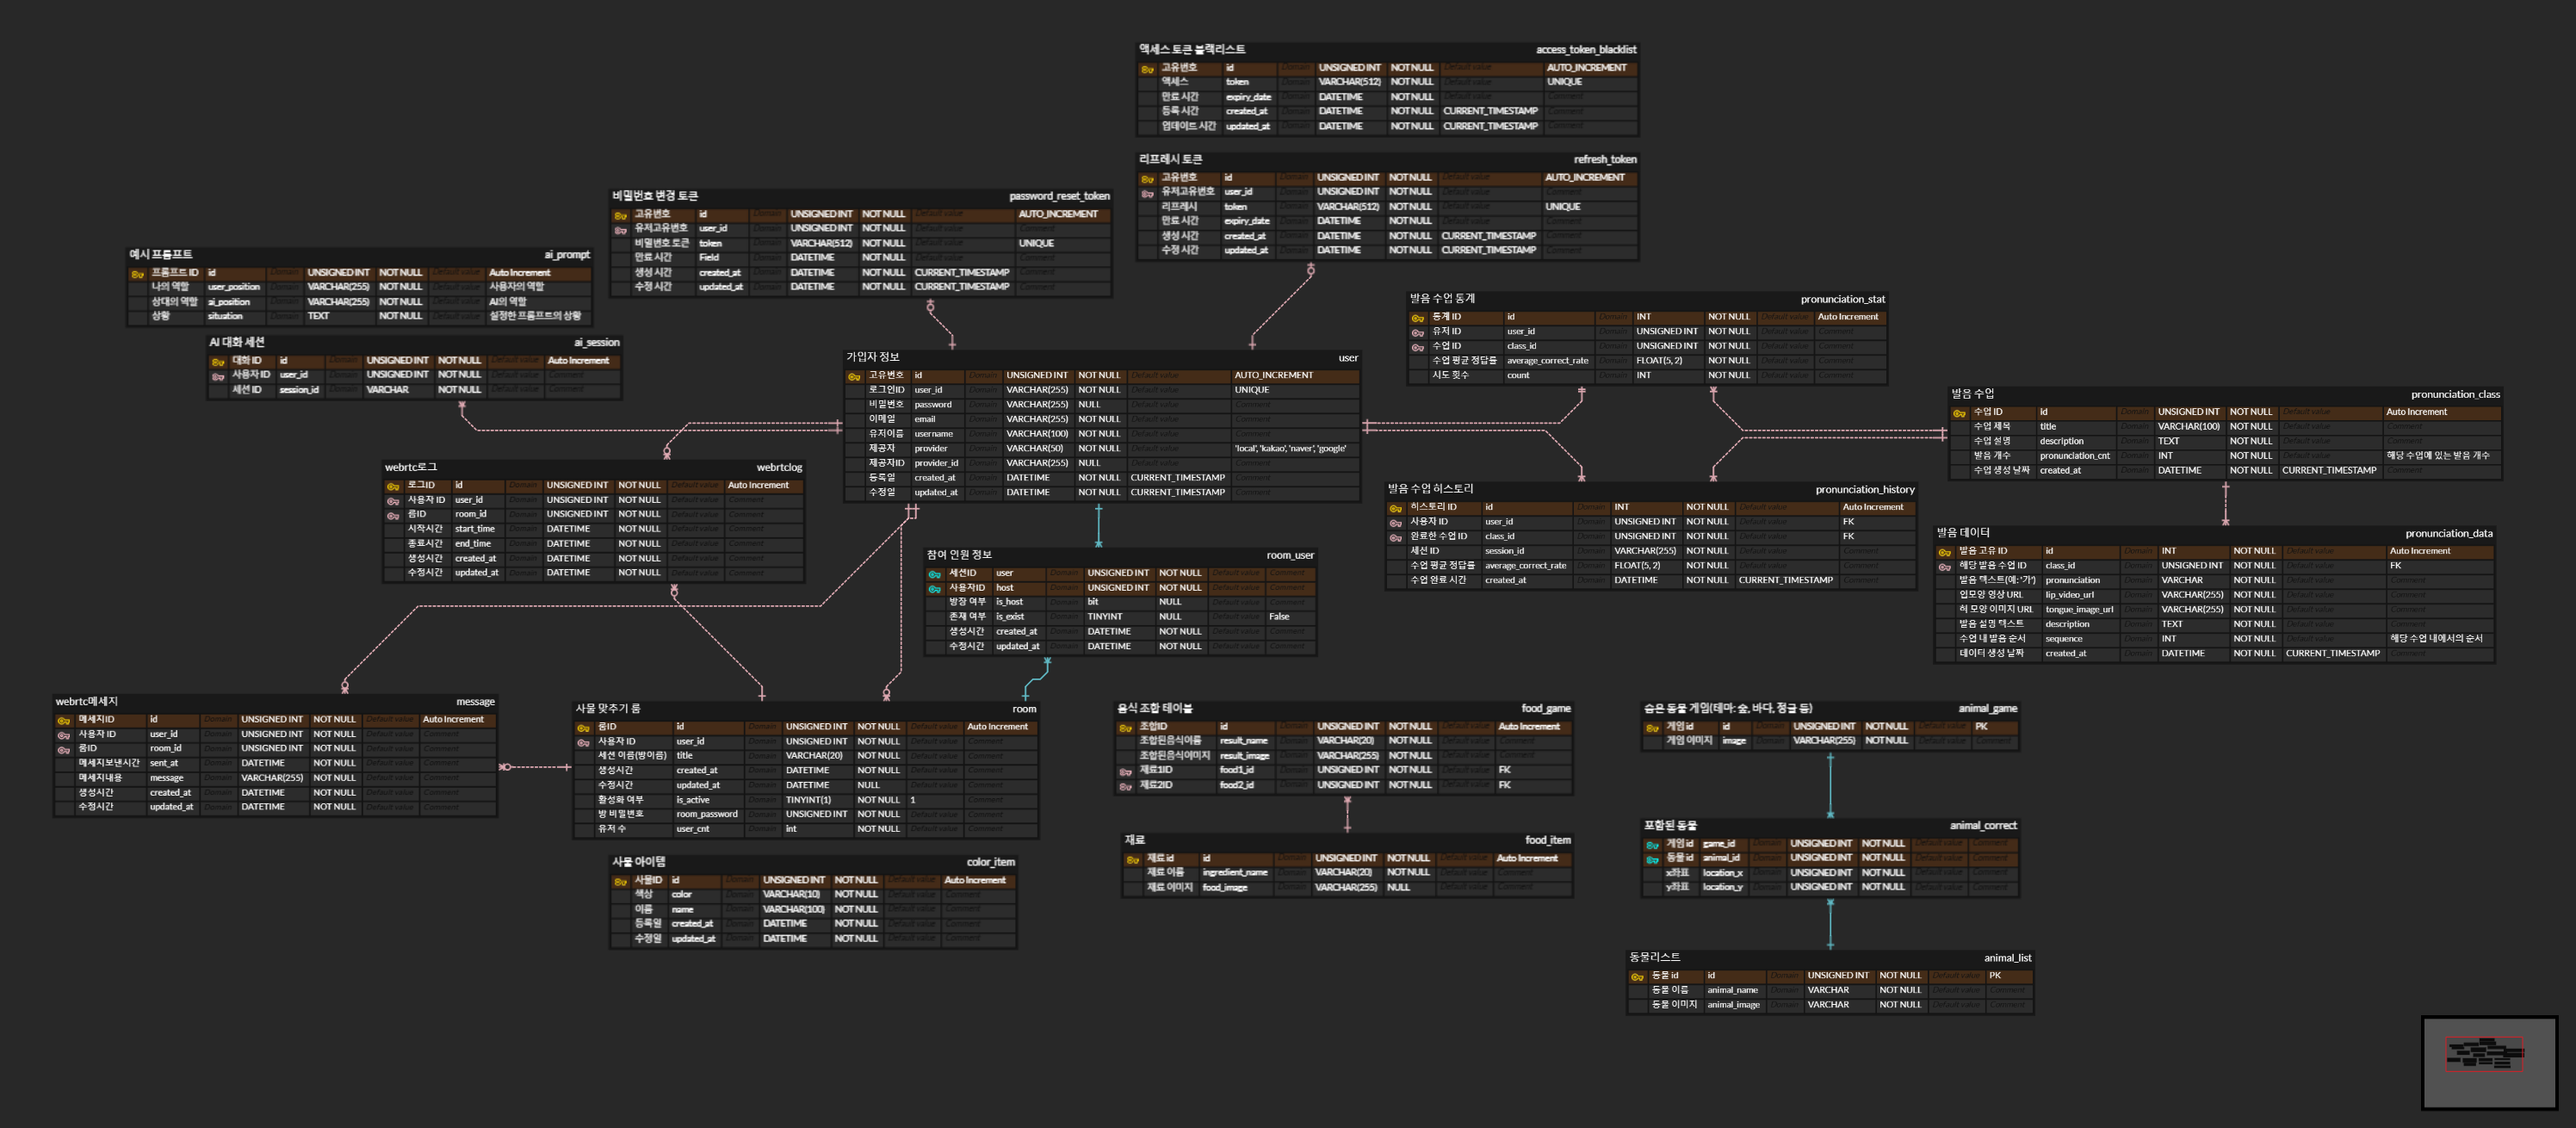 액세스 토큰 블랙리스트 access_token_blacklist
고유번호 id Domain UNSIGNED INT NOT NULL Default value AUTO_INCREMENT
액세스 token Domain VARCHAR(512) NOT NULL Default value UNIQUE
만료 시간 expiry_date Domain DATETIME NOT NULL Default value Comment
등록 시간 created_at Domain DATETIME NOT NULL CURRENT_TIMESTAMP Comment
업데이트 시간 updated_at Domain DATETIME NOT NULL CURRENT_TIMESTAMP Comment
리프레시 토큰 refresh_token
고유번호 id Domain UNSIGNED INT NOT NULL Default value AUTO_INCREMENT
유저고유번호 user_id Domain UNSIGNED INT NOT NULL Default value Comment
리프레시 token Domain VARCHAR(512) NOT NULL Default value UNIQUE
만료 시간 expiry_date Domain DATETIME NOT NULL Default value Comment
생성 시간 created_at Domain DATETIME NOT NULL CURRENT_TIMESTAMP Comment
수정 시간 updated_at Domain DATETIME NOT NULL CURRENT_TIMESTAMP Comment
비밀번호 변경 토큰 password_reset_token
고유번호 id Domain UNSIGNED INT NOT NULL Default value AUTO_INCREMENT
유저고유번호 user_id Domain UNSIGNED INT NOT NULL Default value Comment
비밀번호 토큰 token Domain VARCHAR(512) NOT NULL Default value UNIQUE
만료 시간 Field Domain DATETIME NOT NULL Default value Comment
생성 시간 created_at Domain DATETIME NOT NULL CURRENT_TIMESTAMP Comment
수정 시간 updated_at Domain DATETIME NOT NULL CURRENT_TIMESTAMP Comment
예시 프롬프트 ai_prompt
프롬프트 ID id Domain UNSIGNED INT NOT NULL Default value Auto Increment
나의 역할 user_position Domain VARCHAR(255) NOT NULL Default value 사용자의 역할
상대의 역할 ai_position Domain VARCHAR(255) NOT NULL Default value AI의 역할
상황 situation Domain TEXT NOT NULL Default value 설정한 프롬프트의 상황
AI 대화 세션 ai_session
대화 ID id Domain UNSIGNED INT NOT NULL Default value Auto Increment
사용자 ID user_id Domain UNSIGNED INT NOT NULL Default value Comment
세션 ID session_id Domain VARCHAR NOT NULL Default value Comment
가입자 정보 user
고유번호 id Domain UNSIGNED INT NOT NULL Default value AUTO_INCREMENT
로그인ID user_id Domain VARCHAR(255) NOT NULL Default value UNIQUE
비밀번호 password Domain VARCHAR(255) NULL Default value Comment
이메일 email Domain VARCHAR(255) NOT NULL Default value Comment
유저이름 username Domain VARCHAR(100) NOT NULL Default value Comment
제공자 provider Domain VARCHAR(50) NOT NULL Default value 'local', 'kakao', 'naver', 'google'
제공자ID provider_id Domain VARCHAR(255) NULL Default value Comment
등록일 created_at Domain DATETIME NOT NULL CURRENT_TIMESTAMP Comment
수정일 updated_at Domain DATETIME NOT NULL CURRENT_TIMESTAMP Comment
발음 수업 통계 pronunciation_stat
통계 ID id Domain INT NOT NULL Default value Auto Increment
유저 ID user_id Domain UNSIGNED INT NOT NULL Default value Comment
수업 ID class_id Domain UNSIGNED INT NOT NULL Default value Comment
수업 평균 정답률 average_correct_rate Domain FLOAT(5, 2) NOT NULL Default value Comment
시도 횟수 count Domain INT NOT NULL Default value Comment
발음 수업 pronunciation_class
수업 ID id Domain UNSIGNED INT NOT NULL Default value Auto Increment
수업 제목 title Domain VARCHAR(100) NOT NULL Default value Comment
수업 설명 description Domain TEXT NOT NULL Default value Comment
발음 개수 pronunciation_cnt Domain INT NOT NULL Default value 해당 수업에 있는 발음 개수
수업 생성 날짜 created_at Domain DATETIME NOT NULL CURRENT_TIMESTAMP Comment
webrtc로그 webrtclog
로그ID id Domain UNSIGNED INT NOT NULL Default value Auto Increment
사용자 ID user_id Domain UNSIGNED INT NOT NULL Default value Comment
룸ID room_id Domain UNSIGNED INT NOT NULL Default value Comment
시작시간 start_time Domain DATETIME NOT NULL Default value Comment
종료시간 end_time Domain DATETIME NOT NULL Default value Comment
생성시간 created_at Domain DATETIME NOT NULL Default value Comment
수정시간 updated_at Domain DATETIME NOT NULL Default value Comment
발음 수업 히스토리 pronunciation_history
히스토리 ID id Domain INT NOT NULL Default value Auto Increment
사용자 ID user_id Domain UNSIGNED INT NOT NULL Default value FK
완료한 수업 ID class_id Domain UNSIGNED INT NOT NULL Default value FK
세션 ID session_id Domain VARCHAR(255) NOT NULL Default value Comment
수업 평균 정답률 average_correct_rate Domain FLOAT(5, 2) NOT NULL Default value Comment
수업 완료 시간 created_at Domain DATETIME NOT NULL CURRENT_TIMESTAMP Comment
발음 데이터 pronunciation_data
발음 고유 ID id Domain INT NOT NULL Default value Auto Increment
해당 발음 수업 ID class_id Domain UNSIGNED INT NOT NULL Default value FK
발음 텍스트(예: '가') pronunciation Domain VARCHAR NOT NULL Default value Comment
입모양 영상 URL lip_video_url Domain VARCHAR(255) NOT NULL Default value Comment
혀 모양 이미지 URL tongue_image_url Domain VARCHAR(255) NOT NULL Default value Comment
발음 설명 텍스트 description Domain TEXT NOT NULL Default value Comment
수업 내 발음 순서 sequence Domain INT NOT NULL Default value 해당 수업 내에서의 순서
데이터 생성 날짜 created_at Domain DATETIME NOT NULL CURRENT_TIMESTAMP Comment
참여 인원 정보 room_user
세션ID user Domain UNSIGNED INT NOT NULL Default value Comment
사용자ID host Domain UNSIGNED INT NOT NULL Default value Comment
방장 여부 is_host Domain bit NULL Default value Comment
존재 여부 is_exist Domain TINYINT NULL Default value False
생성시간 created_at Domain DATETIME NOT NULL Default value Comment
수정시간 updated_at Domain DATETIME NOT NULL Default value Comment
webrtc메세지 message
메세지ID id Domain UNSIGNED INT NOT NULL Default value Auto Increment
사용자 ID user_id Domain UNSIGNED INT NOT NULL Default value Comment
룸ID room_id Domain UNSIGNED INT NOT NULL Default value Comment
메세지보낸시간 sent_at Domain DATETIME NOT NULL Default value Comment
메세지내용 message Domain VARCHAR(255) NOT NULL Default value Comment
생성시간 created_at Domain DATETIME NOT NULL Default value Comment
수정시간 updated_at Domain DATETIME NOT NULL Default value Comment
사물 맞추기 룸 room
룸ID id Domain UNSIGNED INT NOT NULL Default value Auto Increment
사용자 ID user_id Domain UNSIGNED INT NOT NULL Default value Comment
세션 이름(방이름) title Domain VARCHAR(20) NOT NULL Default value Comment
생성시간 created_at Domain DATETIME NOT NULL Default value Comment
수정시간 updated_at Domain DATETIME NULL Default value Comment
활성화 여부 is_active Domain TINYINT(1) NOT NULL 1 Comment
방 비밀번호 room_password Domain UNSIGNED INT NOT NULL Default value Comment
유저 수 user_cnt Domain int NOT NULL Default value Comment
음식 조합 테이블 food_game
조합ID id Domain UNSIGNED INT NOT NULL Default value Auto Increment
조합된음식이름 result_name Domain VARCHAR(20) NOT NULL Default value Comment
조합된음식이미지 result_image Domain VARCHAR(255) NOT NULL Default value Comment
재료1ID food1_id Domain UNSIGNED INT NOT NULL Default value FK
재료2ID food2_id Domain UNSIGNED INT NOT NULL Default value FK
숨은 동물 게임(테마: 숲, 바다, 정글 등) animal_game
게임 id id Domain UNSIGNED INT NOT NULL Default value PK
게임 이미지 image Domain VARCHAR(255) NOT NULL Default value Comment
재료 food_item
재료 id id Domain UNSIGNED INT NOT NULL Default value Auto Increment
재료 이름 ingredient_name Domain VARCHAR(20) NOT NULL Default value Comment
재료 이미지 food_image Domain VARCHAR(255) NULL Default value Comment
포함된 동물 animal_correct
게임 id game_id Domain UNSIGNED INT NOT NULL Default value Comment
동물 id animal_id Domain UNSIGNED INT NOT NULL Default value Comment
x좌표 location_x Domain UNSIGNED INT NOT NULL Default value Comment
y좌표 location_y Domain UNSIGNED INT NOT NULL Default value Comment
사물 아이템 color_item
사물ID id Domain UNSIGNED INT NOT NULL Default value Auto Increment
색상 color Domain VARCHAR(10) NOT NULL Default value Comment
이름 name Domain VARCHAR(100) NOT NULL Default value Comment
등록일 created_at Domain DATETIME NOT NULL Default value Comment
수정일 updated_at Domain DATETIME NOT NULL Default value Comment
동물리스트 animal_list
동물 id id Domain UNSIGNED INT NOT NULL Default value PK
동물 이름 animal_name Domain VARCHAR NOT NULL Default value Comment
동물 이미지 animal_image Domain VARCHAR NOT NULL Default value Comment